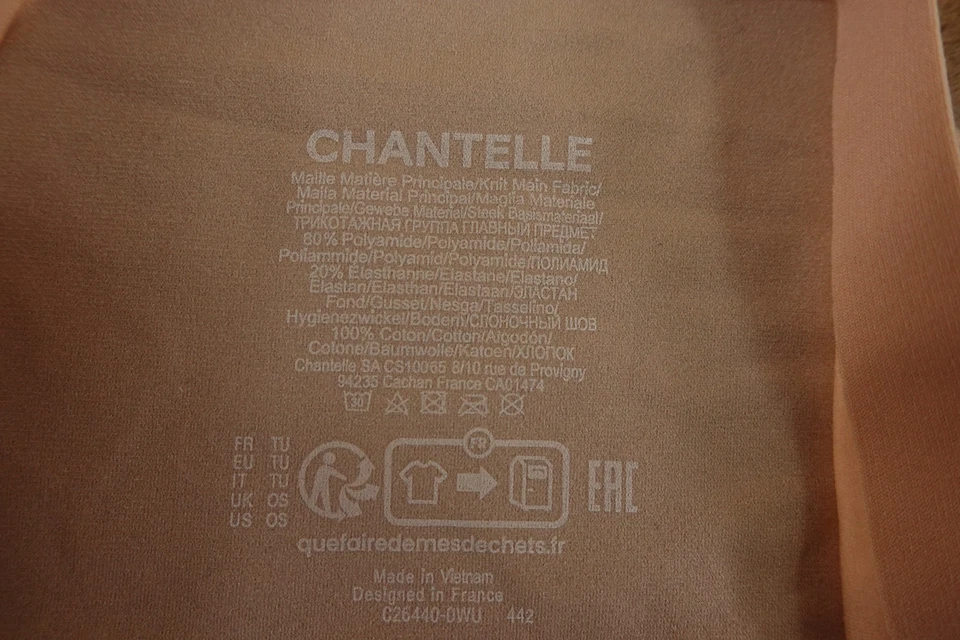 CHANTELLE
Maille Matière Principale/Knit Main Fabric/
Malla Material Principal/Maglia Materiale
Principale/Gewebe Material/Steak Basismateriaal/
ТРИКОТАЖНАЯ ГРУППА ГЛАВНЫЙ ПРЕДМЕТ
80% Polyamide/Polyamide/Poliamida/
Poliammide/Polyamid/Polyamide/ПОЛИАМИД
20% Élasthanne/Elastane/Elastano/
Elastan/Elasthan/Elastaan/ЭЛАСТАН
Fond/Gusset/Nesga/Tassellino/
Hygienezwickel/Bodem/СЛОНОЧНЫЙ ШОВ
100% Coton/Cotton/Algodón/
Cotone/Baumwolle/Katoen/ХЛОПОК
Chantelle SA CS10065 8/10 rue de Provigny
94235 Cachan France CA01474
30
FR TU
EU TU
IT TU
UK OS
US OS
FR
EAC
quefairedemesdechets.fr
Made in Vietnam
Designed in France
C26440-0WU 442